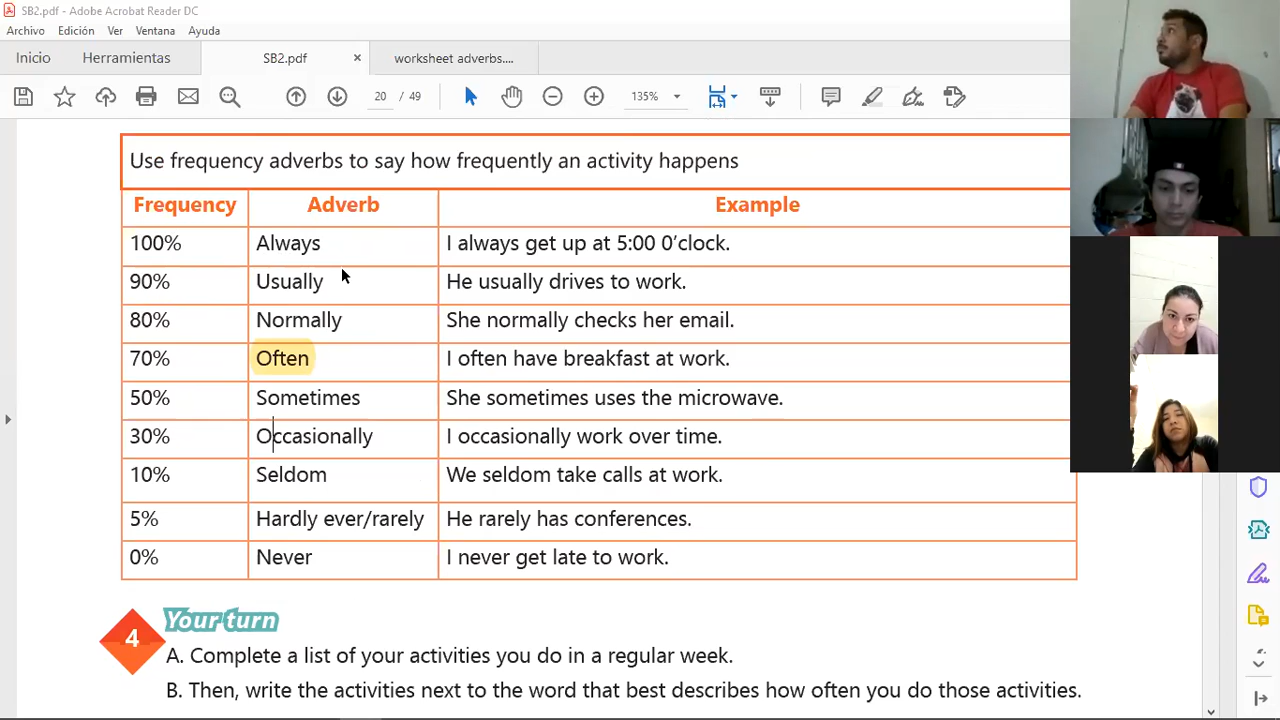 SB2.pdf - Adobe Acrobat Reader DC
Archivo Edición Ver Ventana Ayuda
Inicio Herramientas SB2.pdf × worksheet adverbs....
20 / 49 135%
Use frequency adverbs to say how frequently an activity happens
Frequency Adverb Example
100% Always I always get up at 5:00 0’clock.
90% Usually He usually drives to work.
80% Normally She normally checks her email.
70% Often I often have breakfast at work.
50% Sometimes She sometimes uses the microwave.
30% Occasionally I occasionally work over time.
10% Seldom We seldom take calls at work.
5% Hardly ever/rarely He rarely has conferences.
0% Never I never get late to work.
4 Your turn
A. Complete a list of your activities you do in a regular week.
B. Then, write the activities next to the word that best describes how often you do those activities.